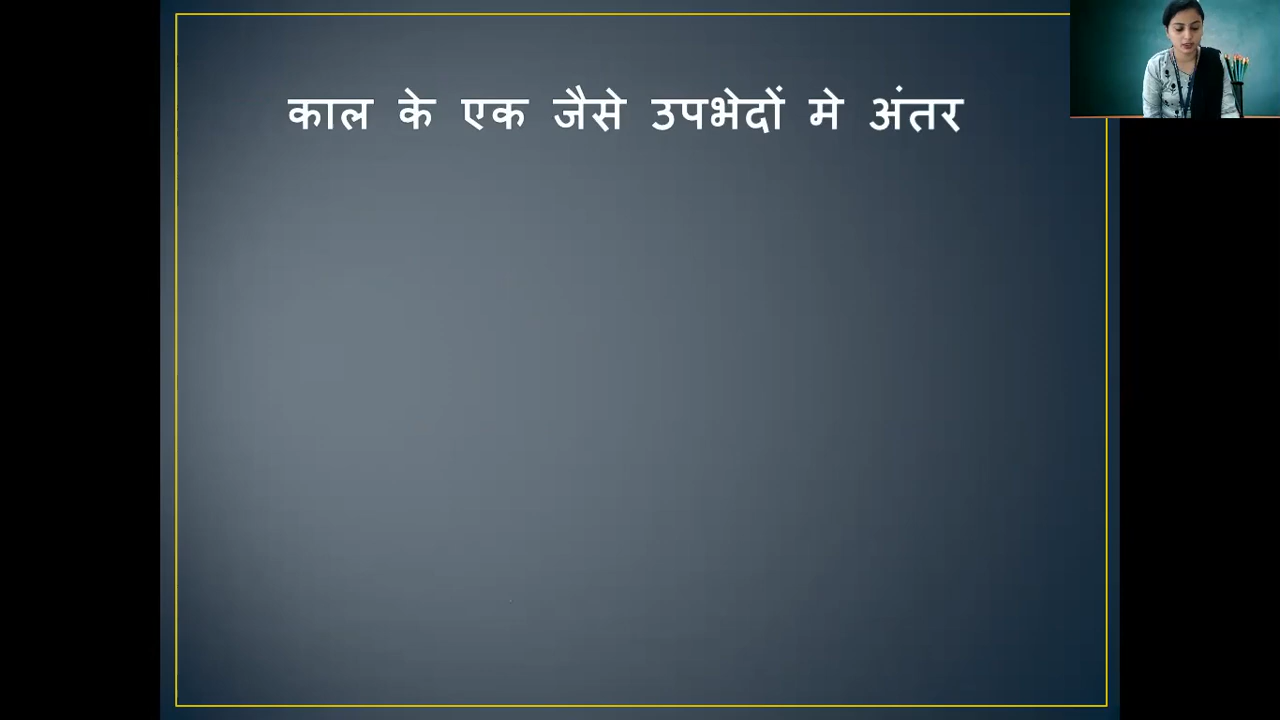 काल के एक जैसे उपभेदों मे अंतर